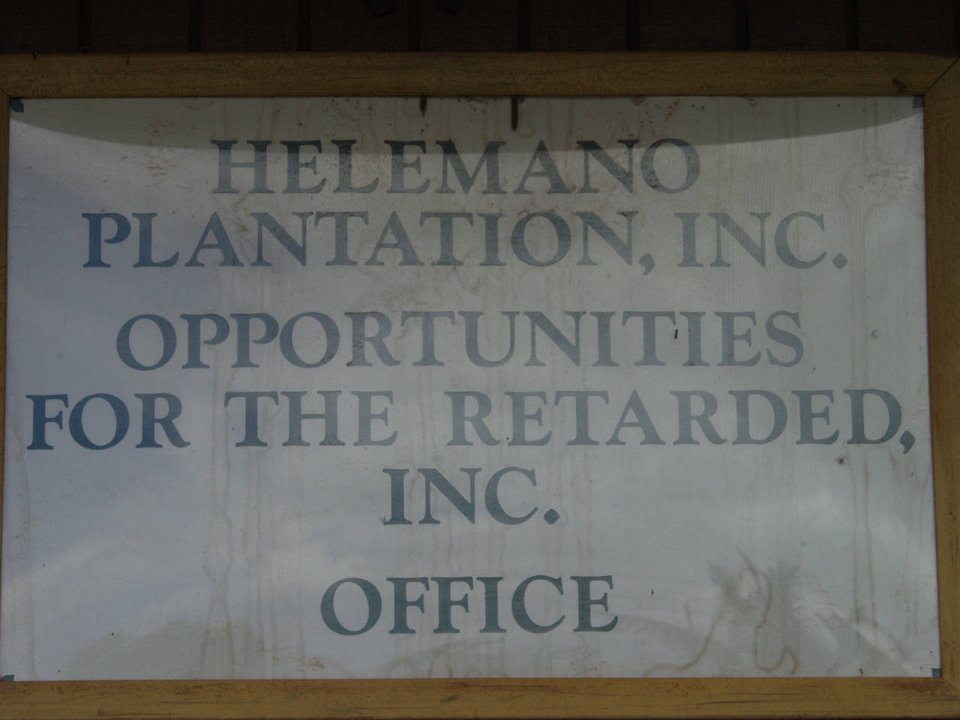 HELEMANO
PLANTATION, INC.
OPPORTUNITIES
FOR THE RETARDED,
INC.
OFFICE